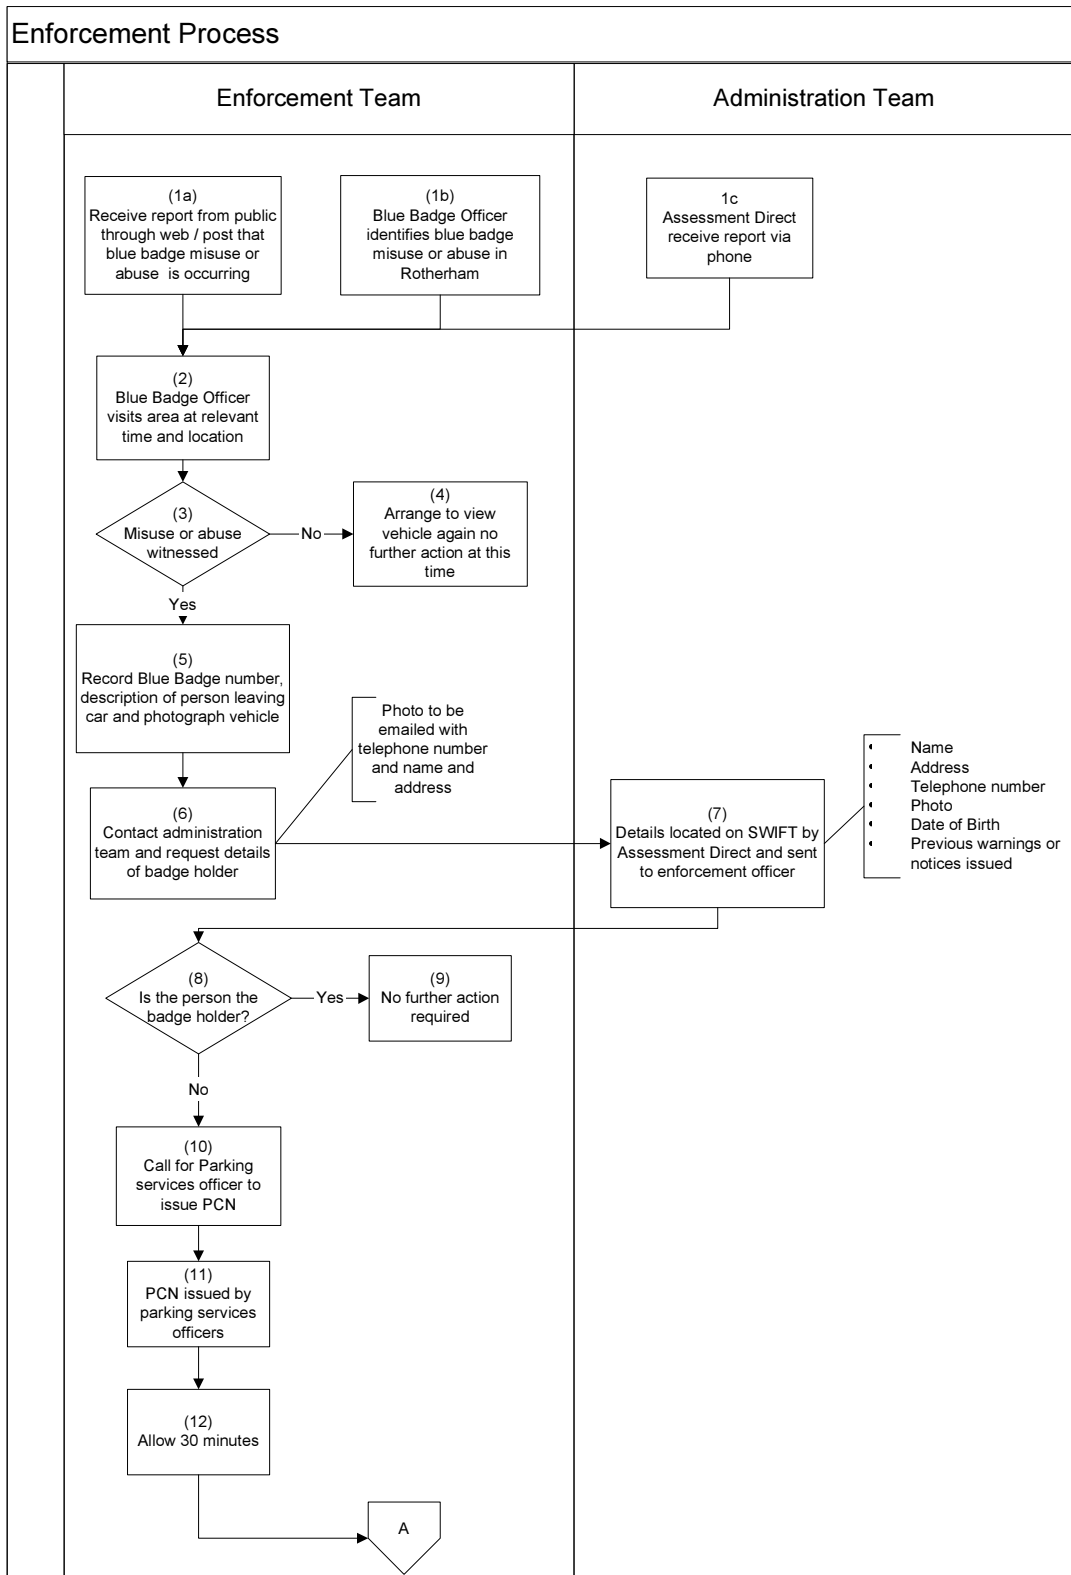 Enforcement Process
Enforcement Team
Administration Team
(1a)
Receive report from public
through web / post that
blue badge misuse or
abuse is occurring
(1b)
Blue Badge Officer
identifies blue badge
misuse or abuse in
Rotherham
1c
Assessment Direct
receive report via
phone
(2)
Blue Badge Officer
visits area at relevant
time and location
(3)
Misuse or abuse
witnessed
No
(4)
Arrange to view
vehicle again no
further action at this
time
Yes
(5)
Record Blue Badge number,
description of person leaving
car and photograph vehicle
Photo to be
emailed with
telephone number
and name and
address
(6)
Contact administration
team and request details
of badge holder
(7)
Details located on SWIFT by
Assessment Direct and sent
to enforcement officer
• Name
• Address
• Telephone number
• Photo
• Date of Birth
• Previous warnings or
notices issued
(8)
Is the person the
badge holder?
Yes
(9)
No further action
required
No
(10)
Call for Parking
services officer to
issue PCN
(11)
PCN issued by
parking services
officers
(12)
Allow 30 minutes
A